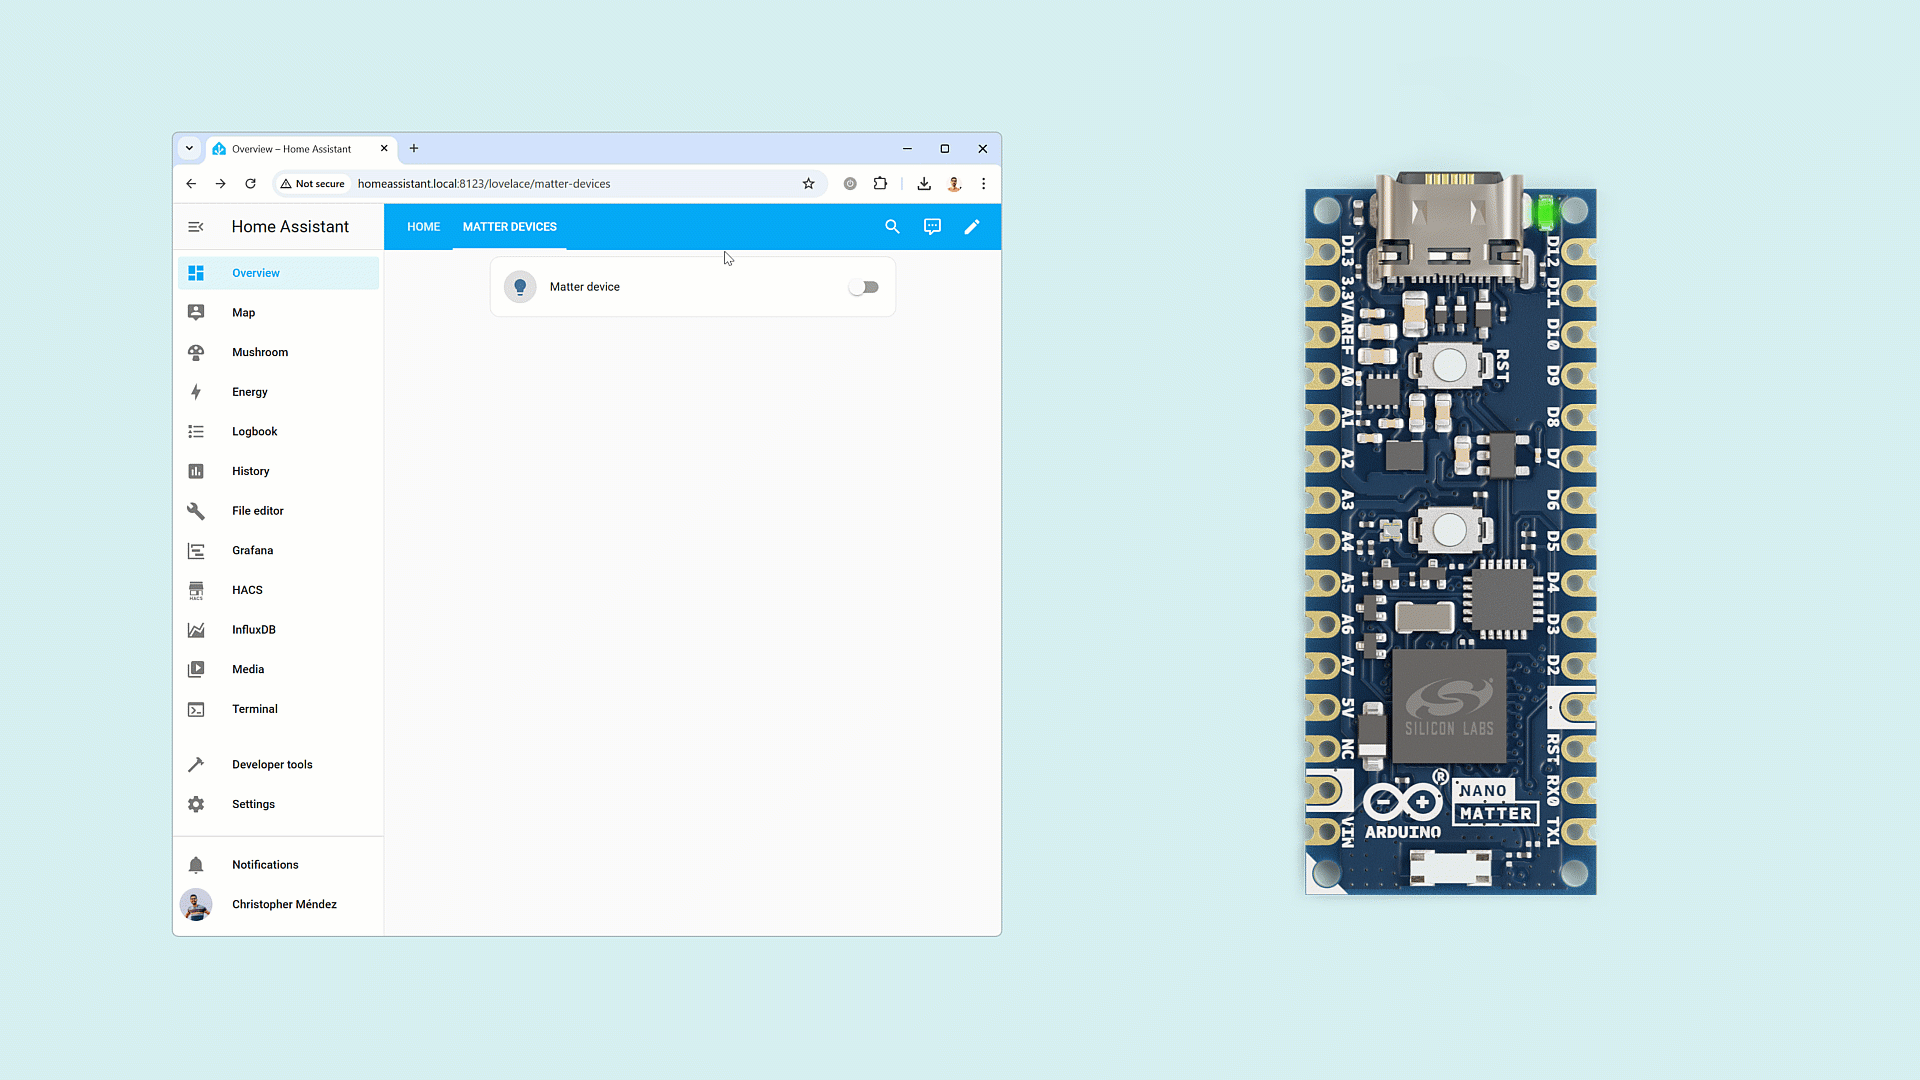 Overview – Home Assistant
Not secure
homeassistant.local:8123/lovelace/matter-devices
Home Assistant
HOME
MATTER DEVICES
Overview
Matter device
Map
Mushroom
Energy
Logbook
History
File editor
Grafana
HACS
HACS
InfluxDB
Media
Terminal
Developer tools
Settings
Notifications
Christopher Méndez
D13
3.3V
AREF
A0
A1
A2
A3
A4
A5
A6
A7
5V
NC
VIN
D12
D11
D10
D9
D8
D7
D6
D5
D4
D3
D2
RST
RX0
TX1
RST
SILICON LABS
ARDUINO
®
NANO
MATTER